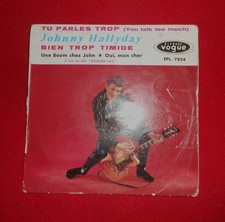 TU PARLES TROP (You talk too much)
Johnny Hallyday
BIEN TROP TIMIDE
Une Boum chez John • Oui, mon cher
vogue
EPL. 7824